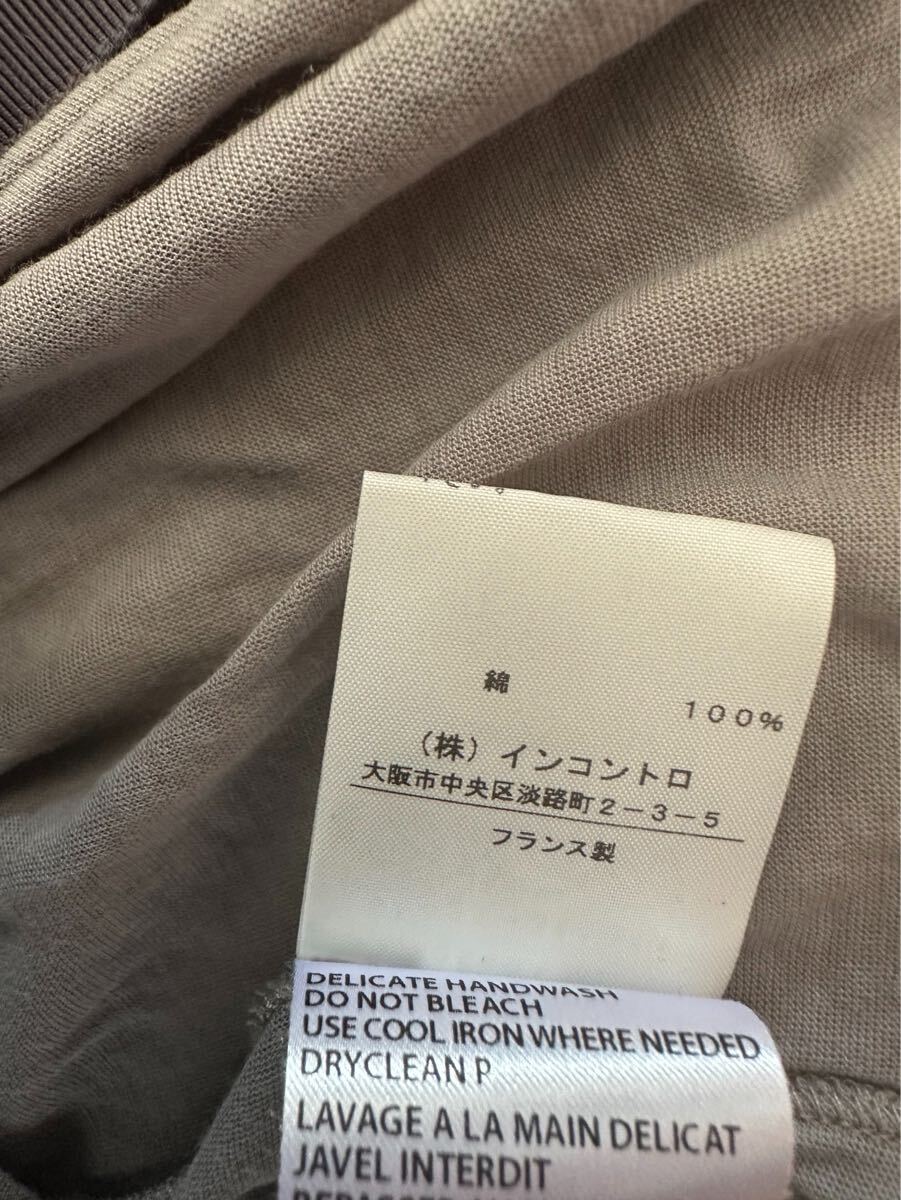 綿
100%
(株)インコントロ
大阪市中央区淡路町2-3-5
フランス製
DELICATE HANDWASH
DO NOT BLEACH
USE COOL IRON WHERE NEEDED
DRYCLEAN P
LAVAGE A LA MAIN DELICAT
JAVEL INTERDIT